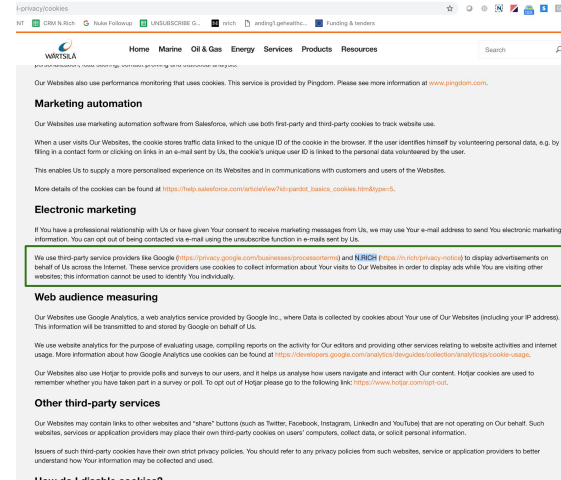 l-privacy/cookies
NT CRM N.Rich Nuke Followup UNSUBSCRIBE G... nrich anding1.gehealthc... Funding & tenders
WÄRTSILÄ
Home Marine Oil & Gas Energy Services Products Resources
Search
Our Websites also use performance monitoring that uses cookies. This service is provided by Pingdom. Please see more information at www.pingdom.com.
Marketing automation
Our Websites use marketing automation software from Salesforce, which use both first-party and third-party cookies to track website use.
When a user visits Our Websites, the cookie stores traffic data linked to the unique ID of the cookie in the browser. If the user identifies himself by volunteering personal data, e.g. by
filling in a contact form or clicking on links in an e-mail sent by Us, the cookie's unique user ID is linked to the personal data volunteered by the user.
This enables Us to supply a more personalised experience on its Websites and in communications with customers and users of the Websites.
More details of the cookies can be found at https://help.salesforce.com/articleView?id=pardot_basics_cookies.htm&type=5.
Electronic marketing
If You have a professional relationship with Us or have given Your consent to receive marketing messages from Us, we may use Your e-mail address to send You electronic marketing
information. You can opt out of being contacted via e-mail using the unsubscribe function in e-mails sent by Us.
We use third-party service providers like Google (https://privacy.google.com/businesses/processorterms) and N.RICH (https://n.rich/privacy-notice) to display advertisements on
behalf of Us across the Internet. These service providers use cookies to collect information about Your visits to Our Websites in order to display ads while You are visiting other
websites; this information cannot be used to identify You individually.
Web audience measuring
Our Websites use Google Analytics, a web analytics service provided by Google Inc., where Data is collected by cookies about Your use of Our Websites (including your IP address).
This information will be transmitted to and stored by Google on behalf of Us.
We use website analytics for the purpose of evaluating usage, compiling reports on the activity for Our editors and providing other services relating to website activities and internet
usage. More information about how Google Analytics use cookies can be found at https://developers.google.com/analytics/devguides/collection/analyticsjs/cookie-usage.
Our Websites also use Hotjar to provide polls and surveys to our users, and it helps us analyse how users navigate and interact with Our content. Hotjar cookies are used to
remember whether you have taken part in a survey or poll. To opt out of Hotjar please go to the following link: https://www.hotjar.com/opt-out.
Other third-party services
Our Websites may contain links to other websites and "share" buttons (such as Twitter, Facebook, Instagram, LinkedIn and YouTube) that are not operating on Our behalf. Such
websites, services or application providers may place their own third-party cookies on users' computers, collect data, or solicit personal information.
Issuers of such third-party cookies have their own strict privacy policies. You should refer to any privacy policies from such websites, service or application providers to better
understand how Your information may be collected and used.
How do I disable cookies?